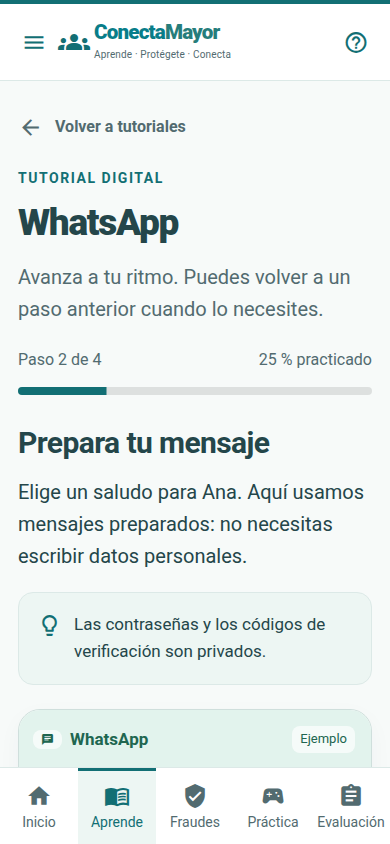 ConectaMayor
Aprende · Protégete · Conecta
Volver a tutoriales
TUTORIAL DIGITAL
WhatsApp
Avanza a tu ritmo. Puedes volver a un
paso anterior cuando lo necesites.
Paso 2 de 4
25 % practicado
Prepara tu mensaje
Elige un saludo para Ana. Aquí usamos
mensajes preparados: no necesitas
escribir datos personales.
Las contraseñas y los códigos de
verificación son privados.
WhatsApp
Ejemplo
Inicio
Aprende
Fraudes
Práctica
Evaluación